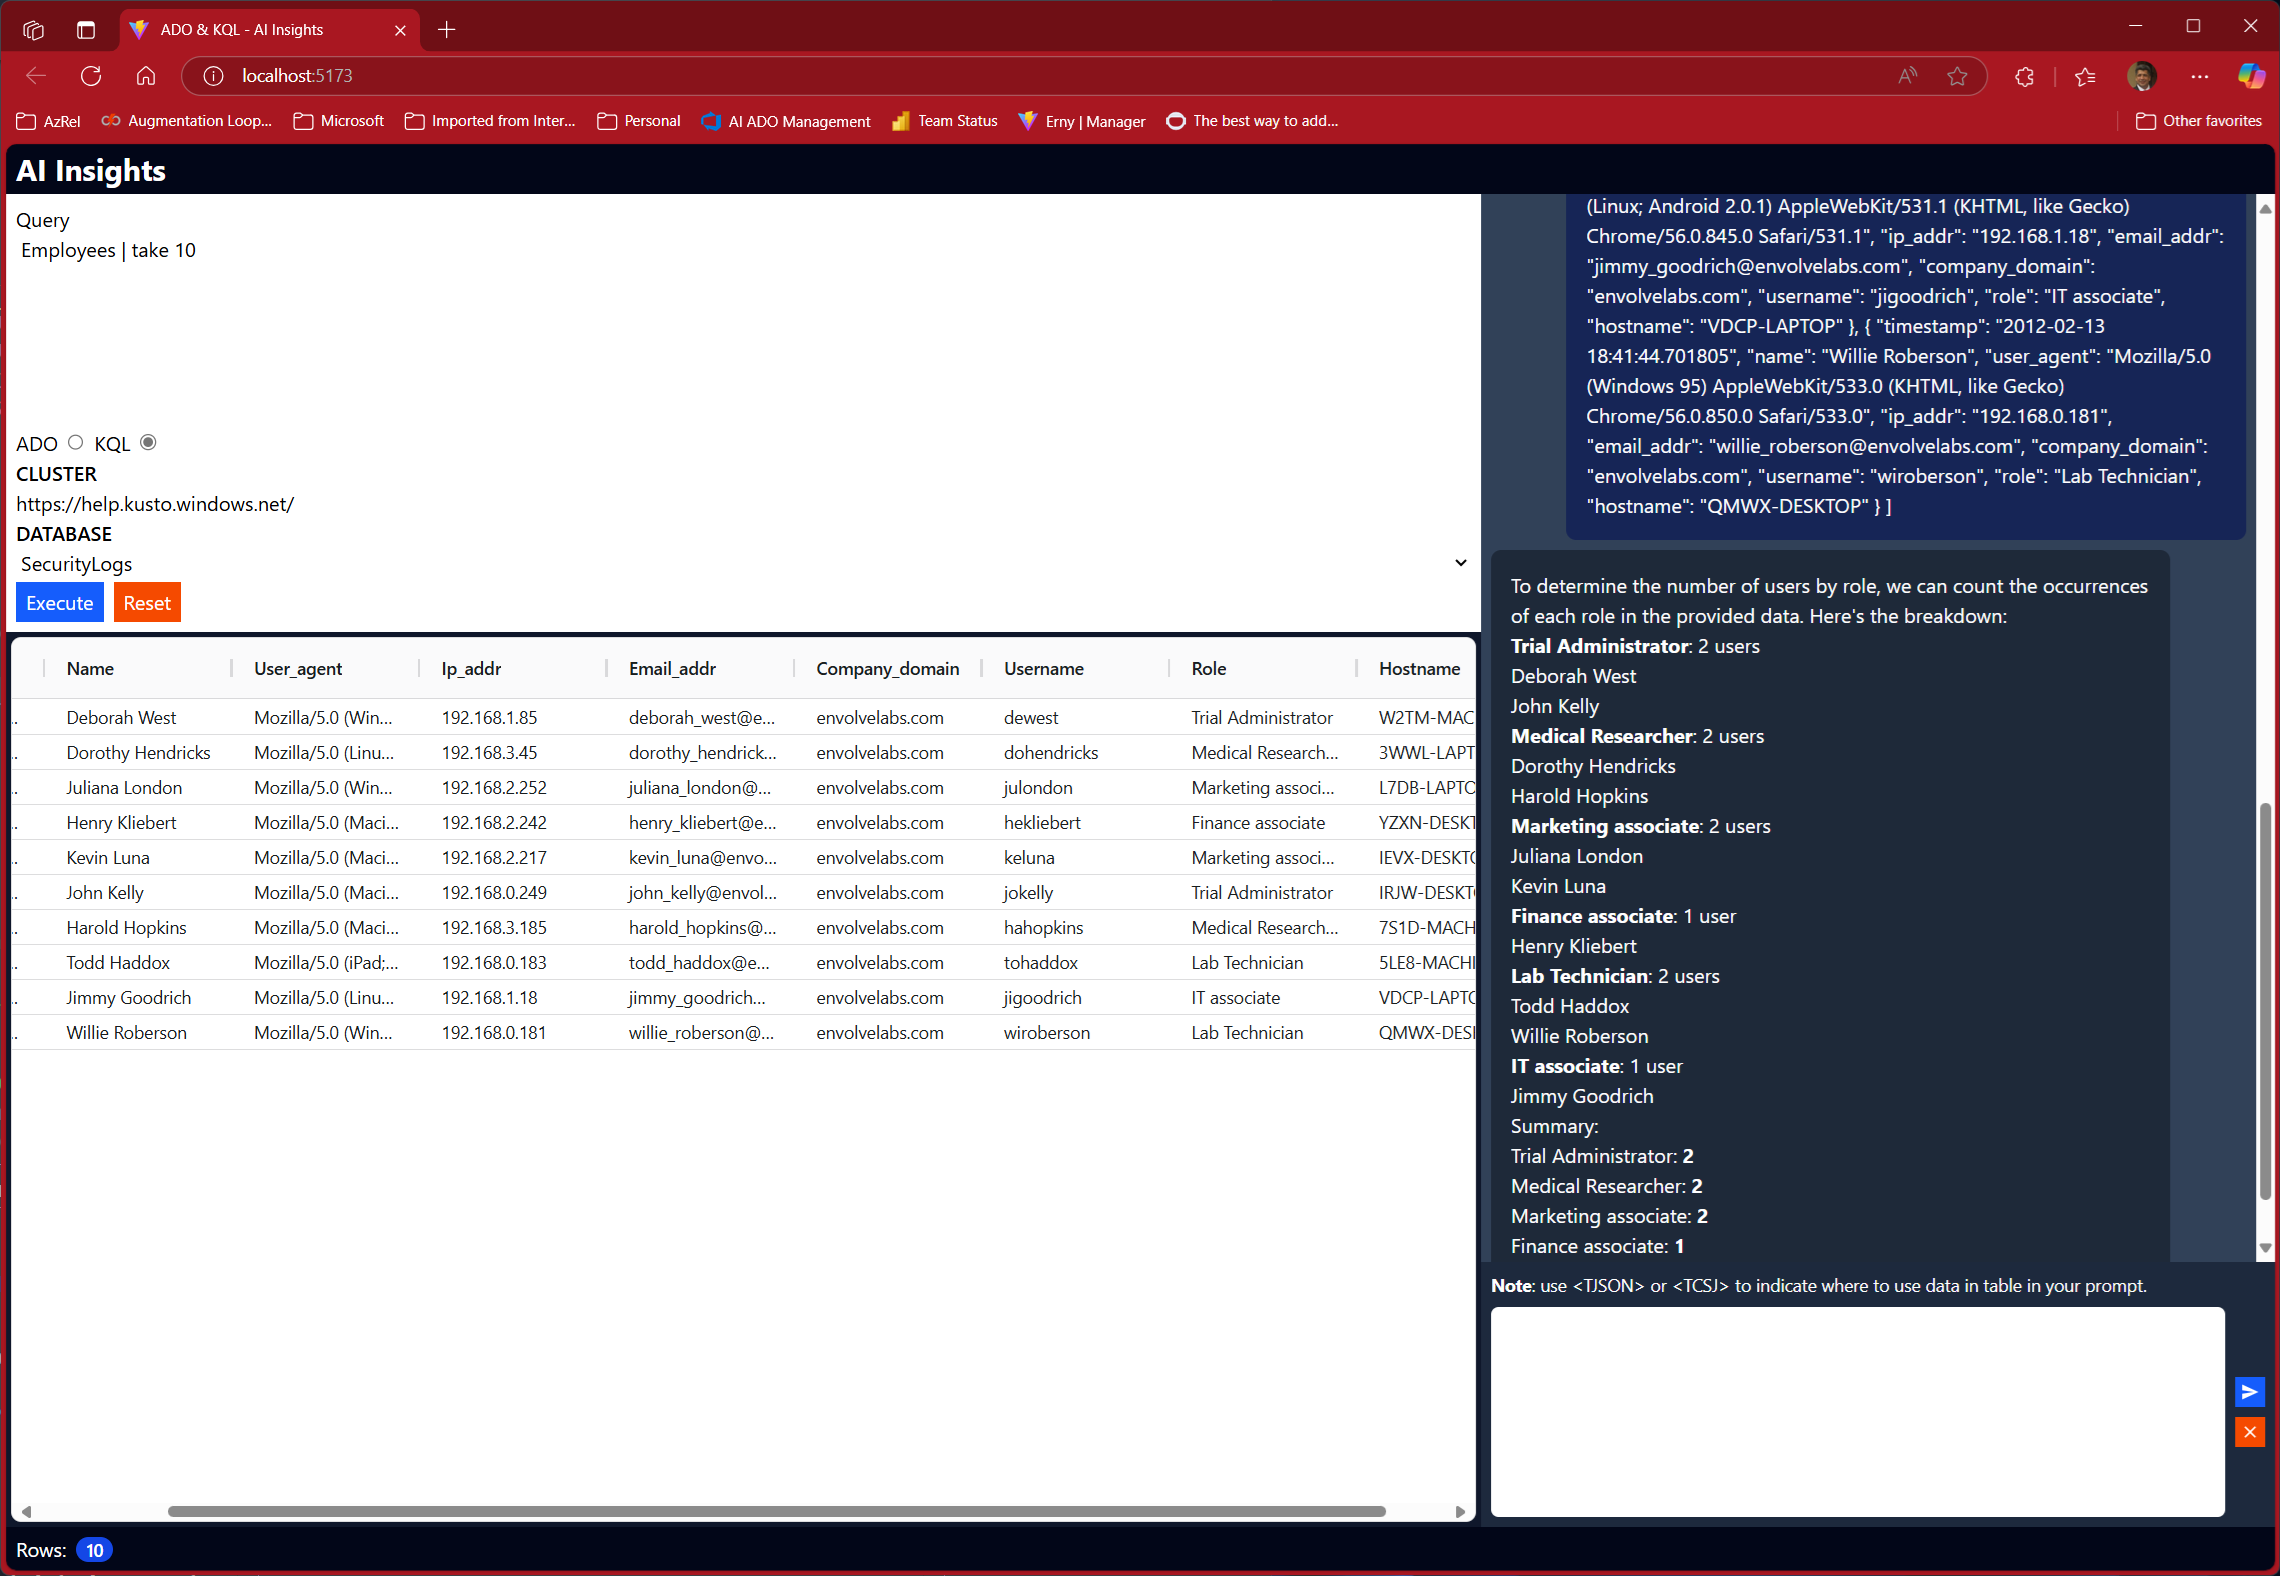 ADO & KQL - AI Insights
localhost:5173
AzRel
Augmentation Loop...
Microsoft
Imported from Inter...
Personal
AI ADO Management
Team Status
Erny | Manager
The best way to add...
Other favorites
AI Insights
Query
Employees | take 10
ADO KQL
CLUSTER
https://help.kusto.windows.net/
DATABASE
SecurityLogs
Execute Reset
Name User_agent Ip_addr Email_addr Company_domain Username Role Hostname
.. Deborah West Mozilla/5.0 (Win... 192.168.1.85 deborah_west@e... envolvelabs.com dewest Trial Administrator W2TM-MAC
.. Dorothy Hendricks Mozilla/5.0 (Linu... 192.168.3.45 dorothy_hendrick... envolvelabs.com dohendricks Medical Research... 3WWL-LAPT
.. Juliana London Mozilla/5.0 (Win... 192.168.2.252 juliana_london@... envolvelabs.com julondon Marketing associ... L7DB-LAPTO
.. Henry Kliebert Mozilla/5.0 (Maci... 192.168.2.242 henry_kliebert@e... envolvelabs.com hekliebert Finance associate YZXN-DESKT
.. Kevin Luna Mozilla/5.0 (Maci... 192.168.2.217 kevin_luna@envo... envolvelabs.com keluna Marketing associ... IEVX-DESKTO
.. John Kelly Mozilla/5.0 (Maci... 192.168.0.249 john_kelly@envol... envolvelabs.com jokelly Trial Administrator IRJW-DESKT
.. Harold Hopkins Mozilla/5.0 (Maci... 192.168.3.185 harold_hopkins@... envolvelabs.com hahopkins Medical Research... 7S1D-MACH
.. Todd Haddox Mozilla/5.0 (iPad;... 192.168.0.183 todd_haddox@e... envolvelabs.com tohaddox Lab Technician 5LE8-MACHI
.. Jimmy Goodrich Mozilla/5.0 (Linu... 192.168.1.18 jimmy_goodrich... envolvelabs.com jigoodrich IT associate VDCP-LAPTO
.. Willie Roberson Mozilla/5.0 (Win... 192.168.0.181 willie_roberson@... envolvelabs.com wiroberson Lab Technician QMWX-DESI
Rows: 10
(Linux; Android 2.0.1) AppleWebKit/531.1 (KHTML, like Gecko)
Chrome/56.0.845.0 Safari/531.1", "ip_addr": "192.168.1.18", "email_addr":
"jimmy_goodrich@envolvelabs.com", "company_domain":
"envolvelabs.com", "username": "jigoodrich", "role": "IT associate",
"hostname": "VDCP-LAPTOP" }, { "timestamp": "2012-02-13
18:41:44.701805", "name": "Willie Roberson", "user_agent": "Mozilla/5.0
(Windows 95) AppleWebKit/533.0 (KHTML, like Gecko)
Chrome/56.0.850.0 Safari/533.0", "ip_addr": "192.168.0.181",
"email_addr": "willie_roberson@envolvelabs.com", "company_domain":
"envolvelabs.com", "username": "wiroberson", "role": "Lab Technician",
"hostname": "QMWX-DESKTOP" } ]
To determine the number of users by role, we can count the occurrences
of each role in the provided data. Here's the breakdown:
Trial Administrator: 2 users
Deborah West
John Kelly
Medical Researcher: 2 users
Dorothy Hendricks
Harold Hopkins
Marketing associate: 2 users
Juliana London
Kevin Luna
Finance associate: 1 user
Henry Kliebert
Lab Technician: 2 users
Todd Haddox
Willie Roberson
IT associate: 1 user
Jimmy Goodrich
Summary:
Trial Administrator: 2
Medical Researcher: 2
Marketing associate: 2
Finance associate: 1
Note: use <TJSON> or <TCSJ> to indicate where to use data in table in your prompt.